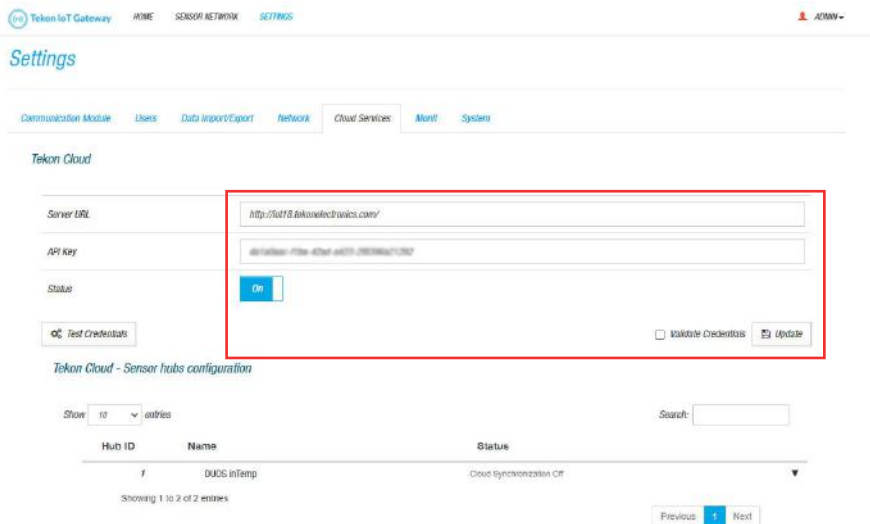 Tekon IoT Gateway HOME SENSOR NETWORK SETTINGS ADMIN
Settings
Communication Module Users Data Import/Export Network Cloud Services Monit System
Tekon Cloud
Server URL http://iot18.tekonelectronics.com/
API Key
Status On
Test Credentials Validate Credentials Update
Tekon Cloud - Sensor hubs configuration
Show 10 entries Search:
Hub ID Name Status
1 DUOS inTemp Cloud Synchronization Off
Showing 1 to 2 of 2 entries
Previous 1 Next